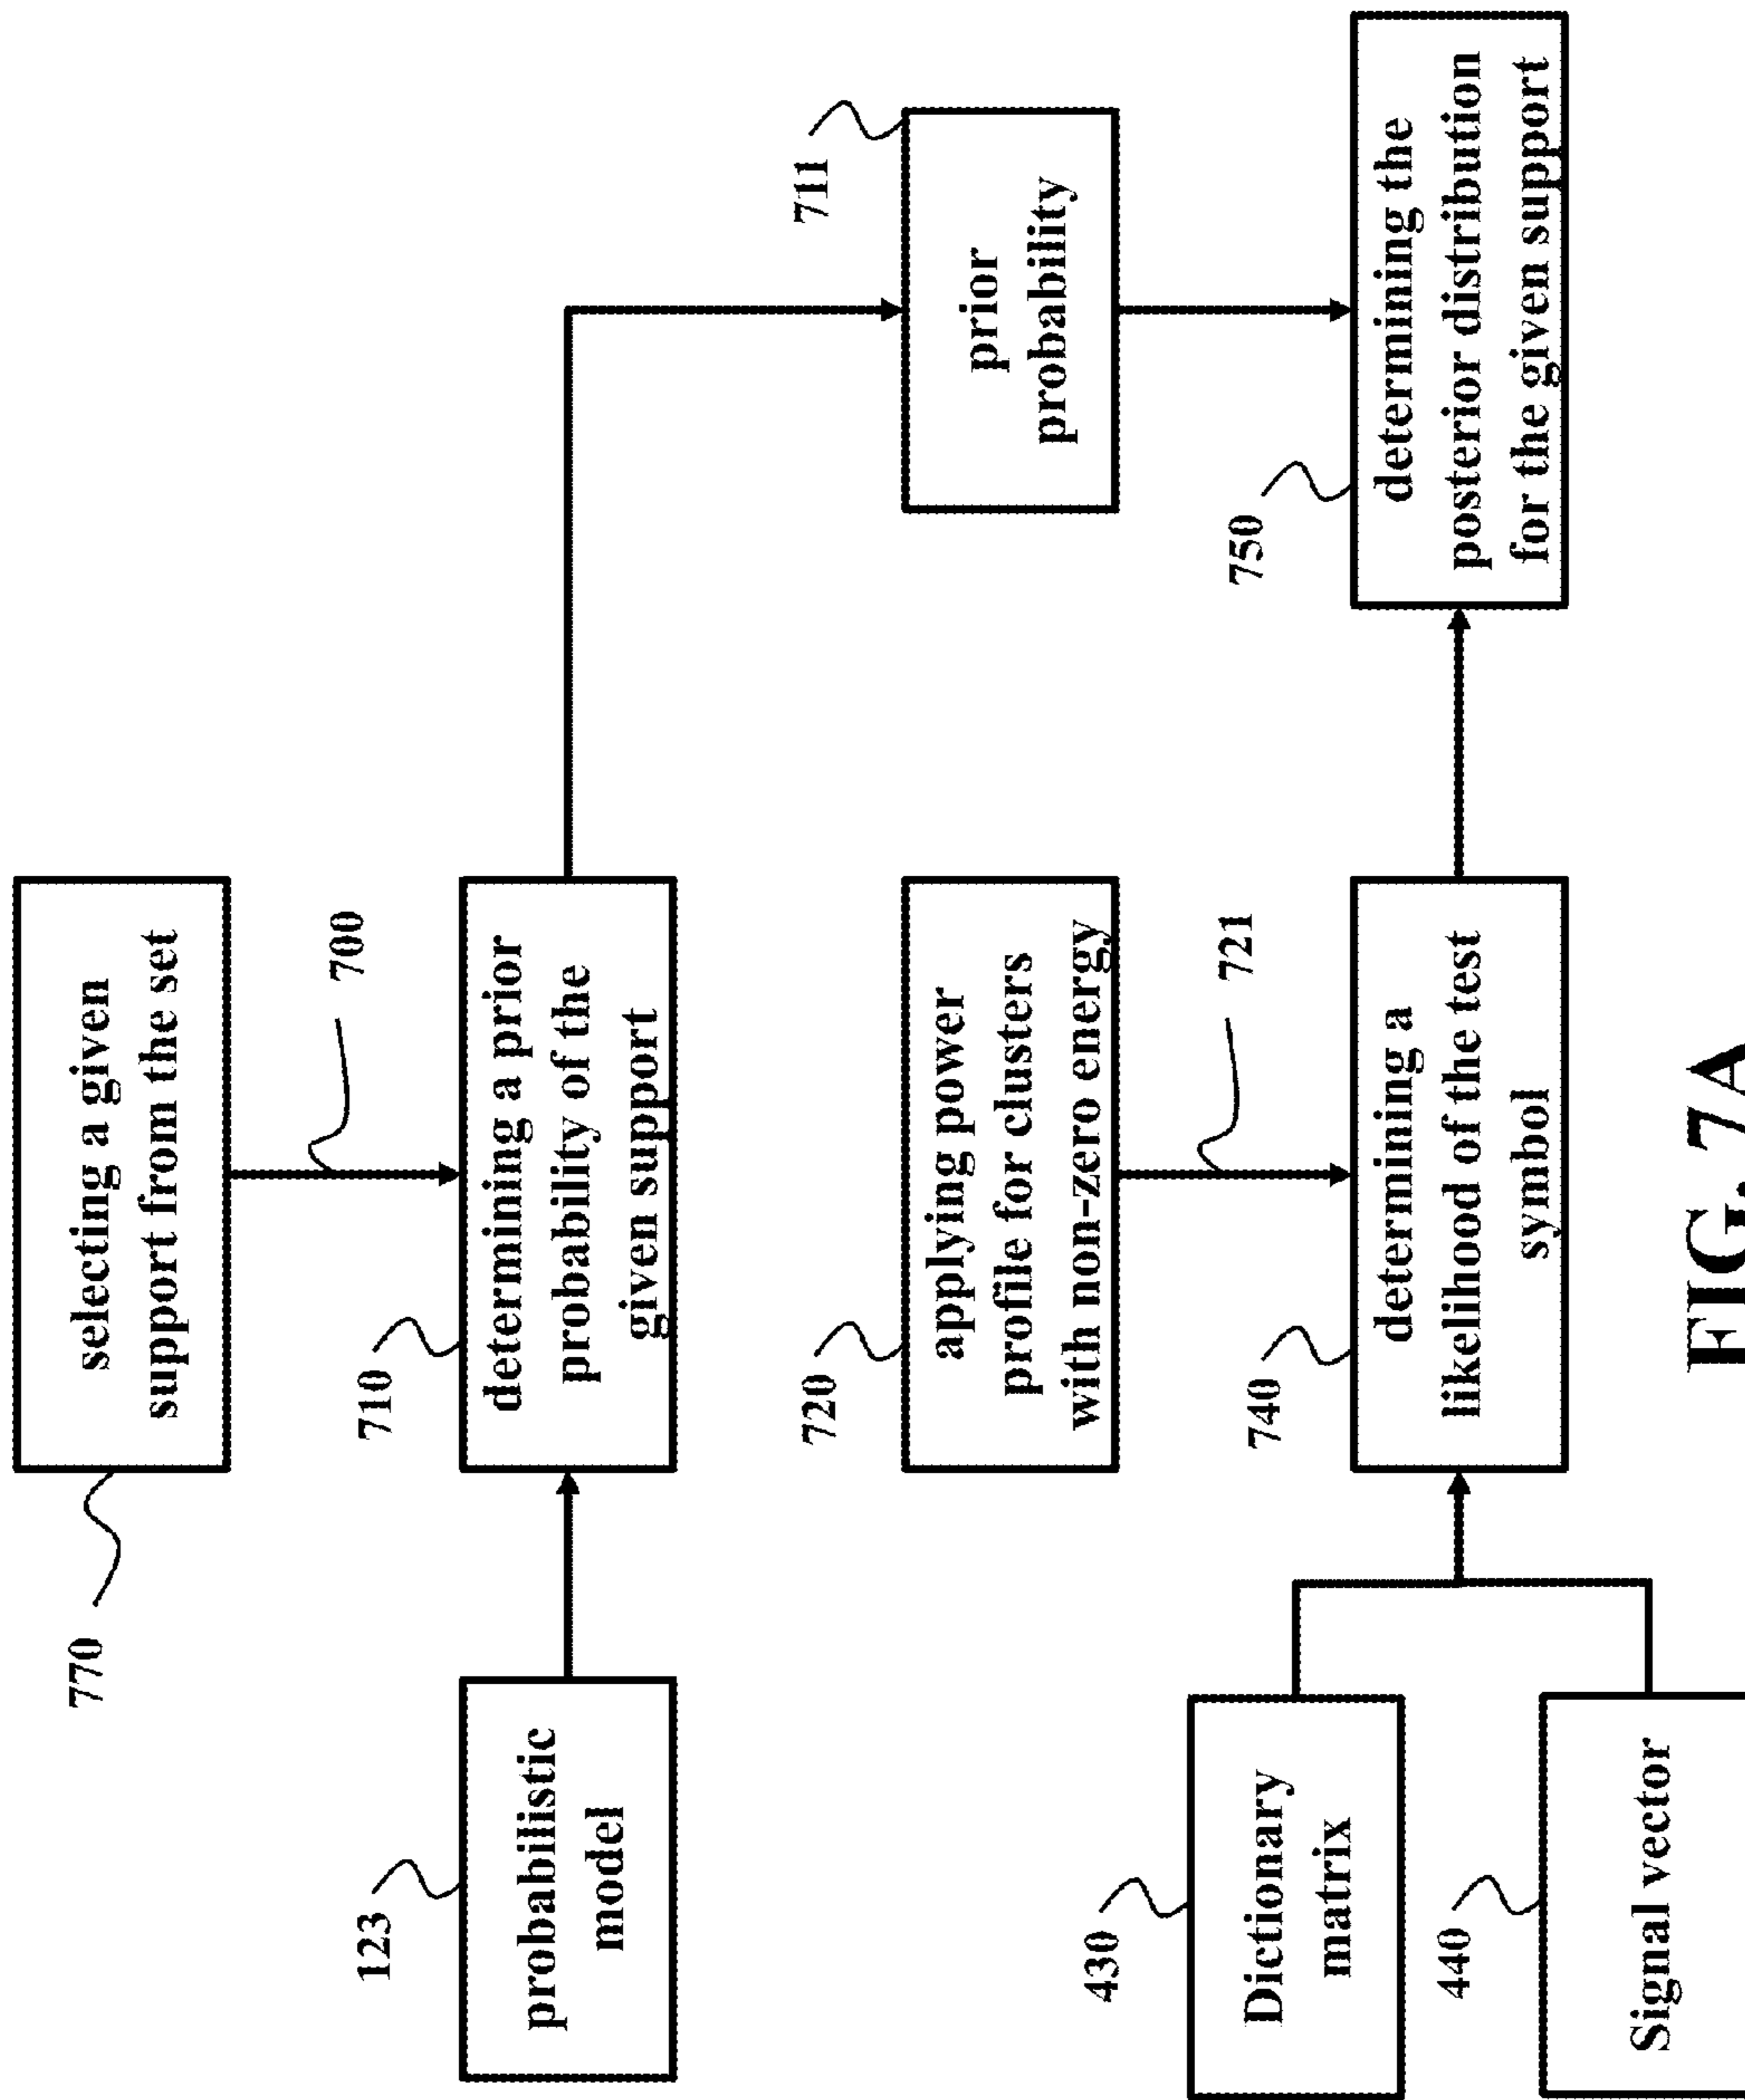 770
selecting a given
support from the set
700
123
probabilistic
model
710
determining a prior
probability of the
given support
711
prior
probability
720
applying power
profile for clusters
with non-zero energy
721
430
Dictionary
matrix
440
Signal vector
740
determining a
likelihood of the test
symbol
750
determining the
posterior distribution
for the given support
FIG. 7A